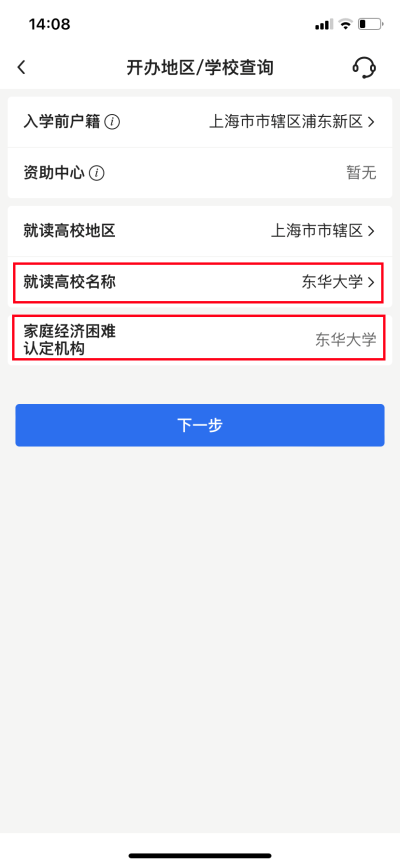 14:08
开办地区/学校查询
入学前户籍 上海市市辖区浦东新区
资助中心 暂无
就读高校地区 上海市市辖区
就读高校名称 东华大学
家庭经济困难
认定机构 东华大学
下一步